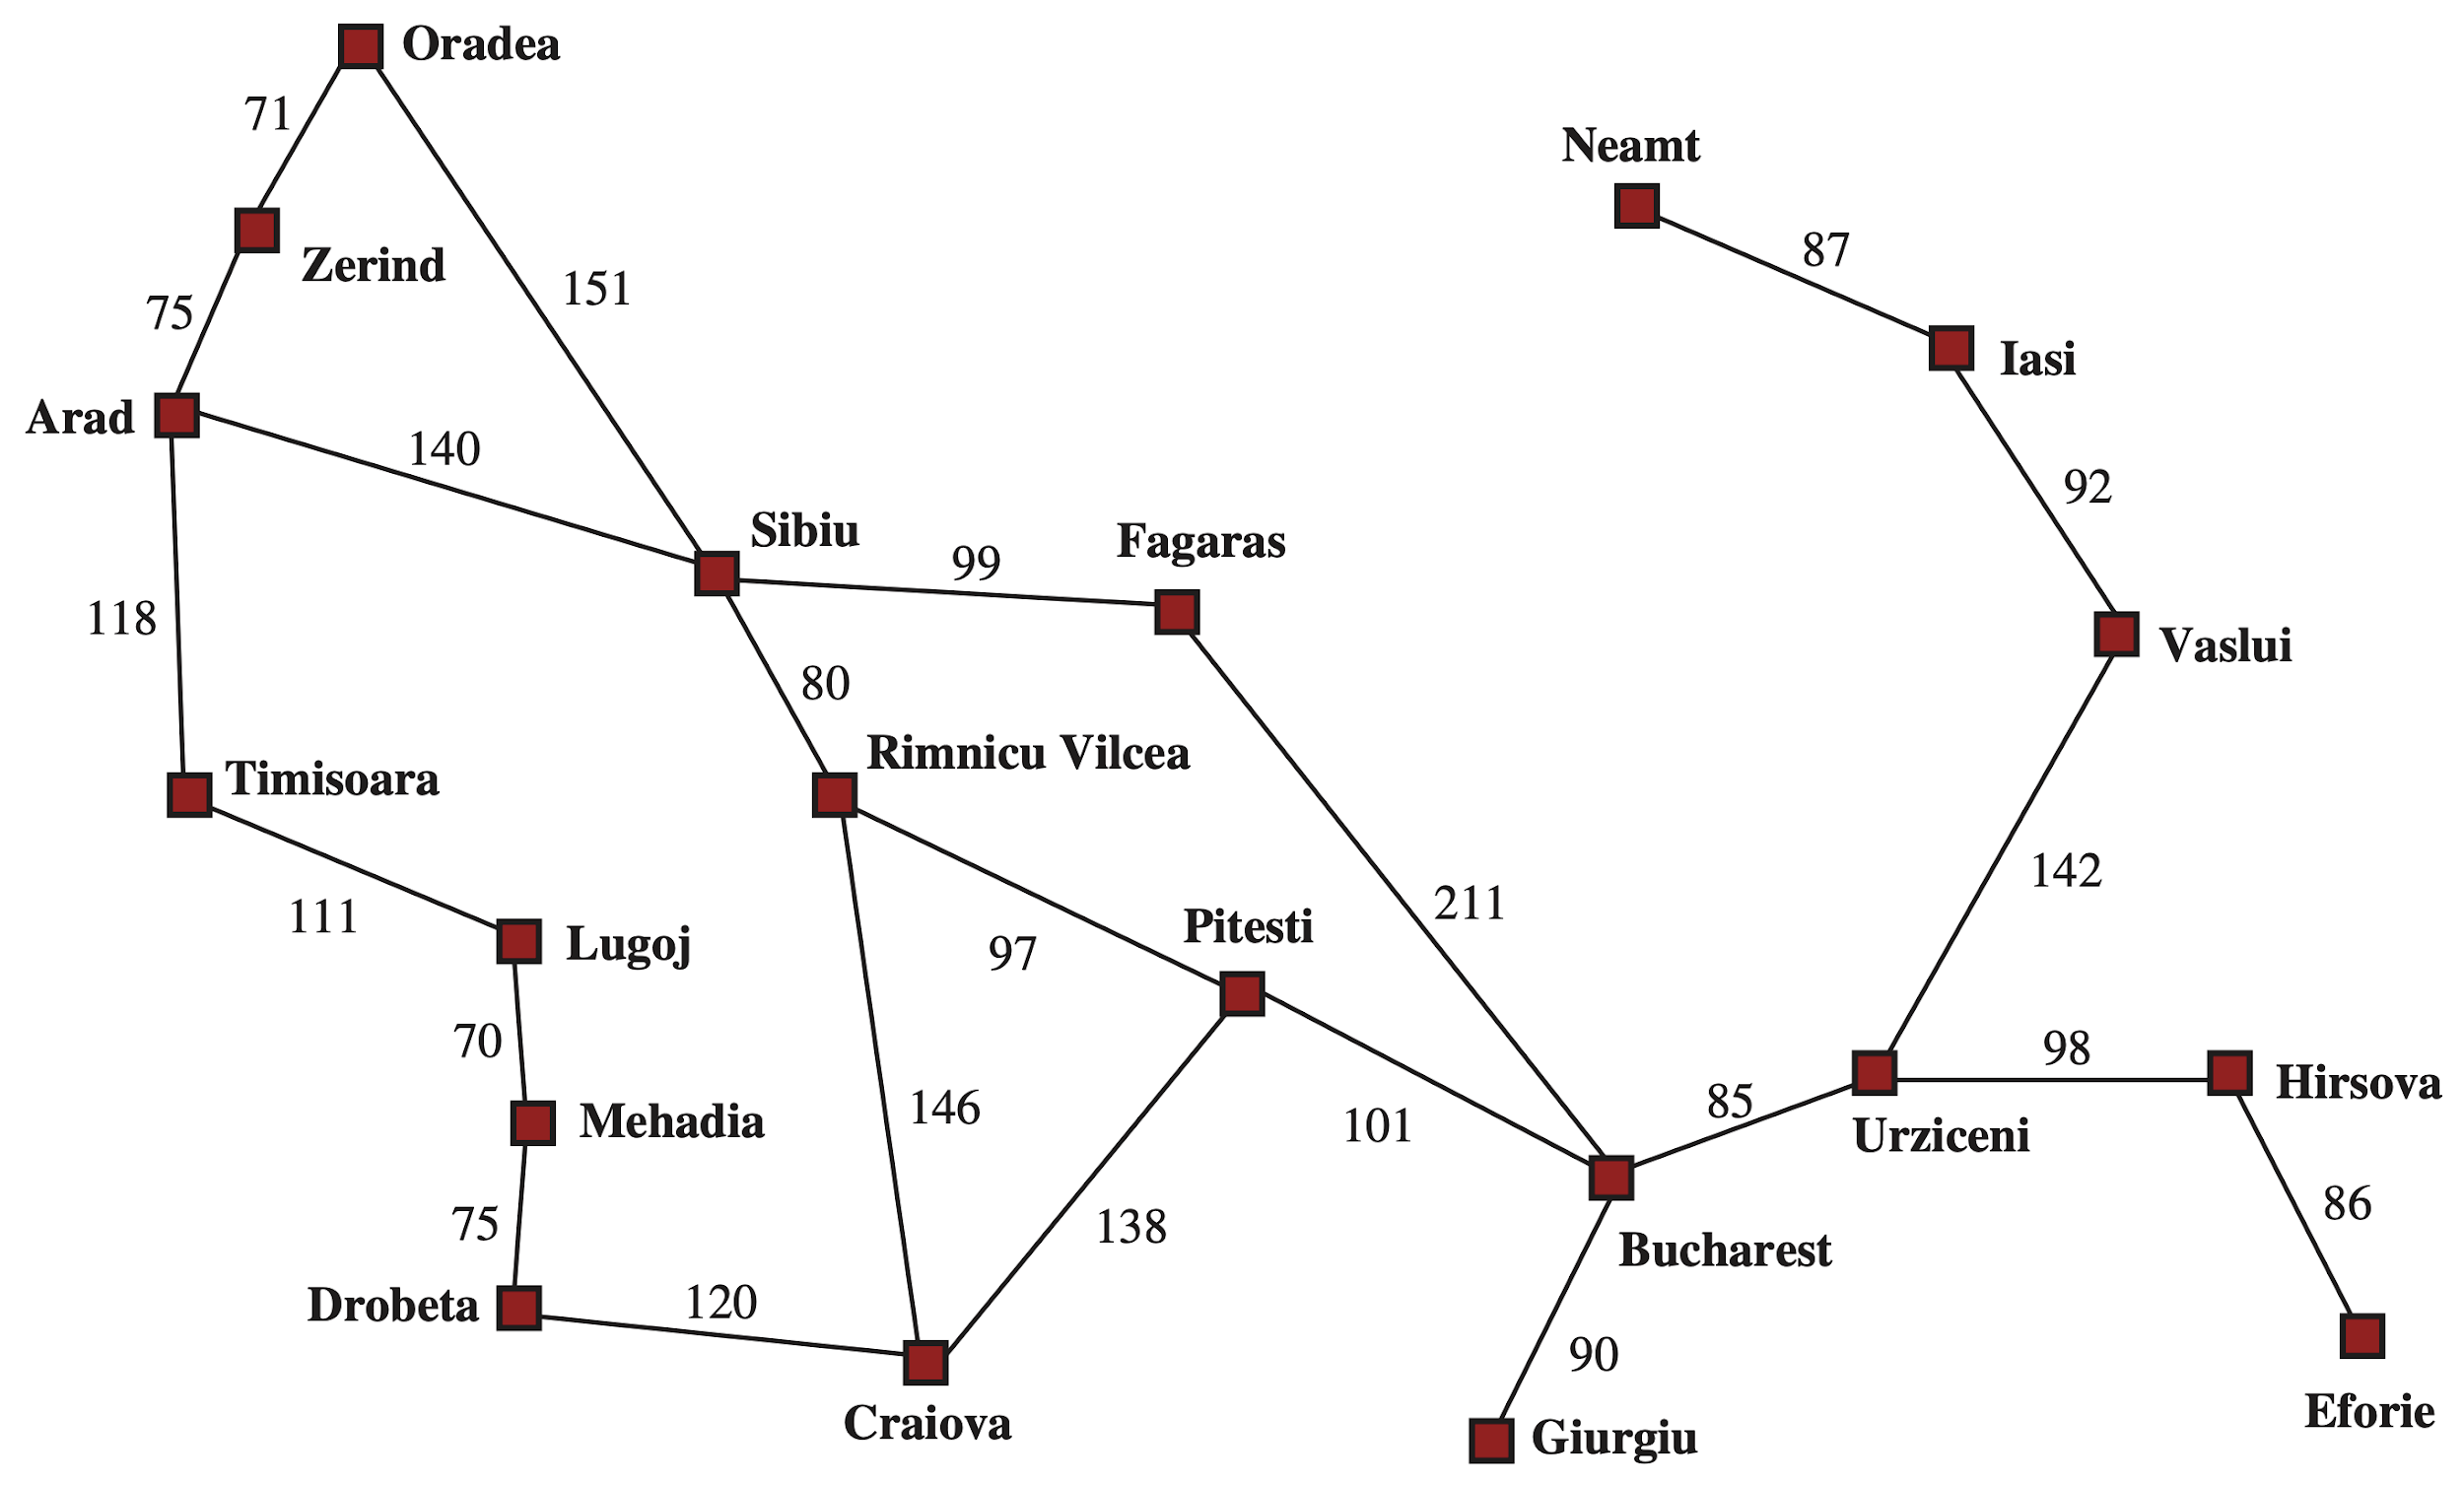 Oradea
71
Neamt
87
Zerind
151
75
Iasi
Arad
140
92
Sibiu
Fagaras
99
118
Vaslui
80
Rimnicu Vilcea
Timisoara
142
211
111
Lugoj
Pitesti
97
70
98
Hirsova
85
Mehadia
146
101
Urziceni
86
75
138
Bucharest
Drobeta
120
90
Eforie
Craiova
Giurgiu